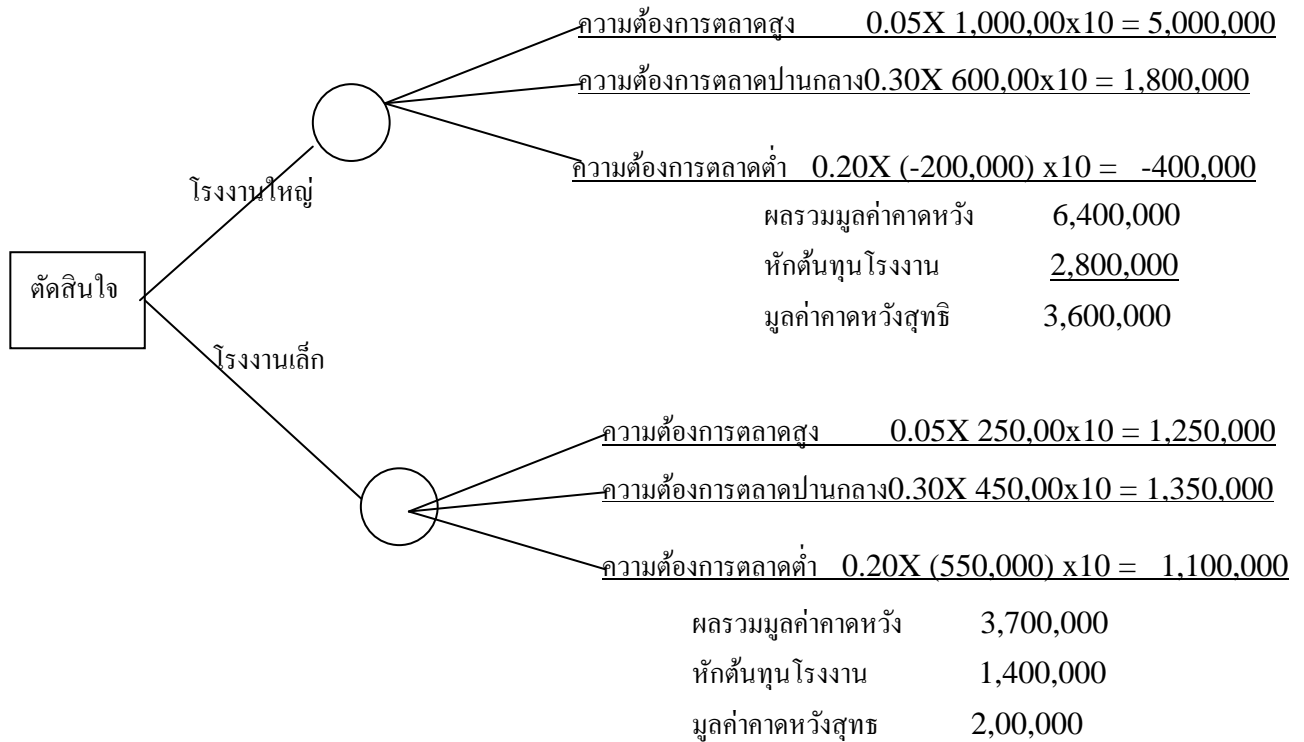 ความต้องการตลาดสูง 0.05X 1,000,00x10 = 5,000,000
ความต้องการตลาดปานกลาง0.30X 600,00x10 = 1,800,000
ความต้องการตลาดต่ำ 0.20X (-200,000) x10 = -400,000
โรงงานใหญ่
ผลรวมมูลค่าคาดหวัง 6,400,000
หักต้นทุนโรงงาน 2,800,000
มูลค่าคาดหวังสุทธิ 3,600,000
ตัดสินใจ
โรงงานเล็ก
ความต้องการตลาดสูง 0.05X 250,00x10 = 1,250,000
ความต้องการตลาดปานกลาง0.30X 450,00x10 = 1,350,000
ความต้องการตลาดต่ำ 0.20X (550,000) x10 = 1,100,000
ผลรวมมูลค่าคาดหวัง 3,700,000
หักต้นทุนโรงงาน 1,400,000
มูลค่าคาดหวังสุทธ 2,00,000